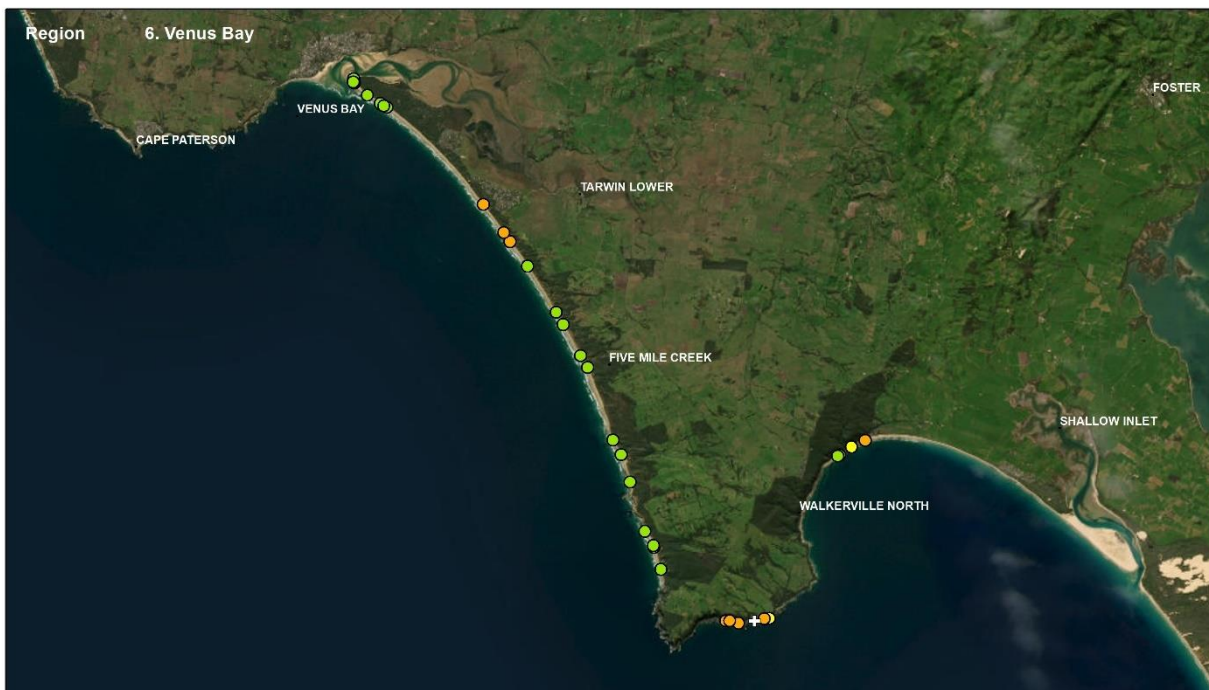 Region 6. Venus Bay
FOSTER
VENUS BAY
CAPE PATERSON
TARWIN LOWER
FIVE MILE CREEK
SHALLOW INLET
WALKERVILLE NORTH